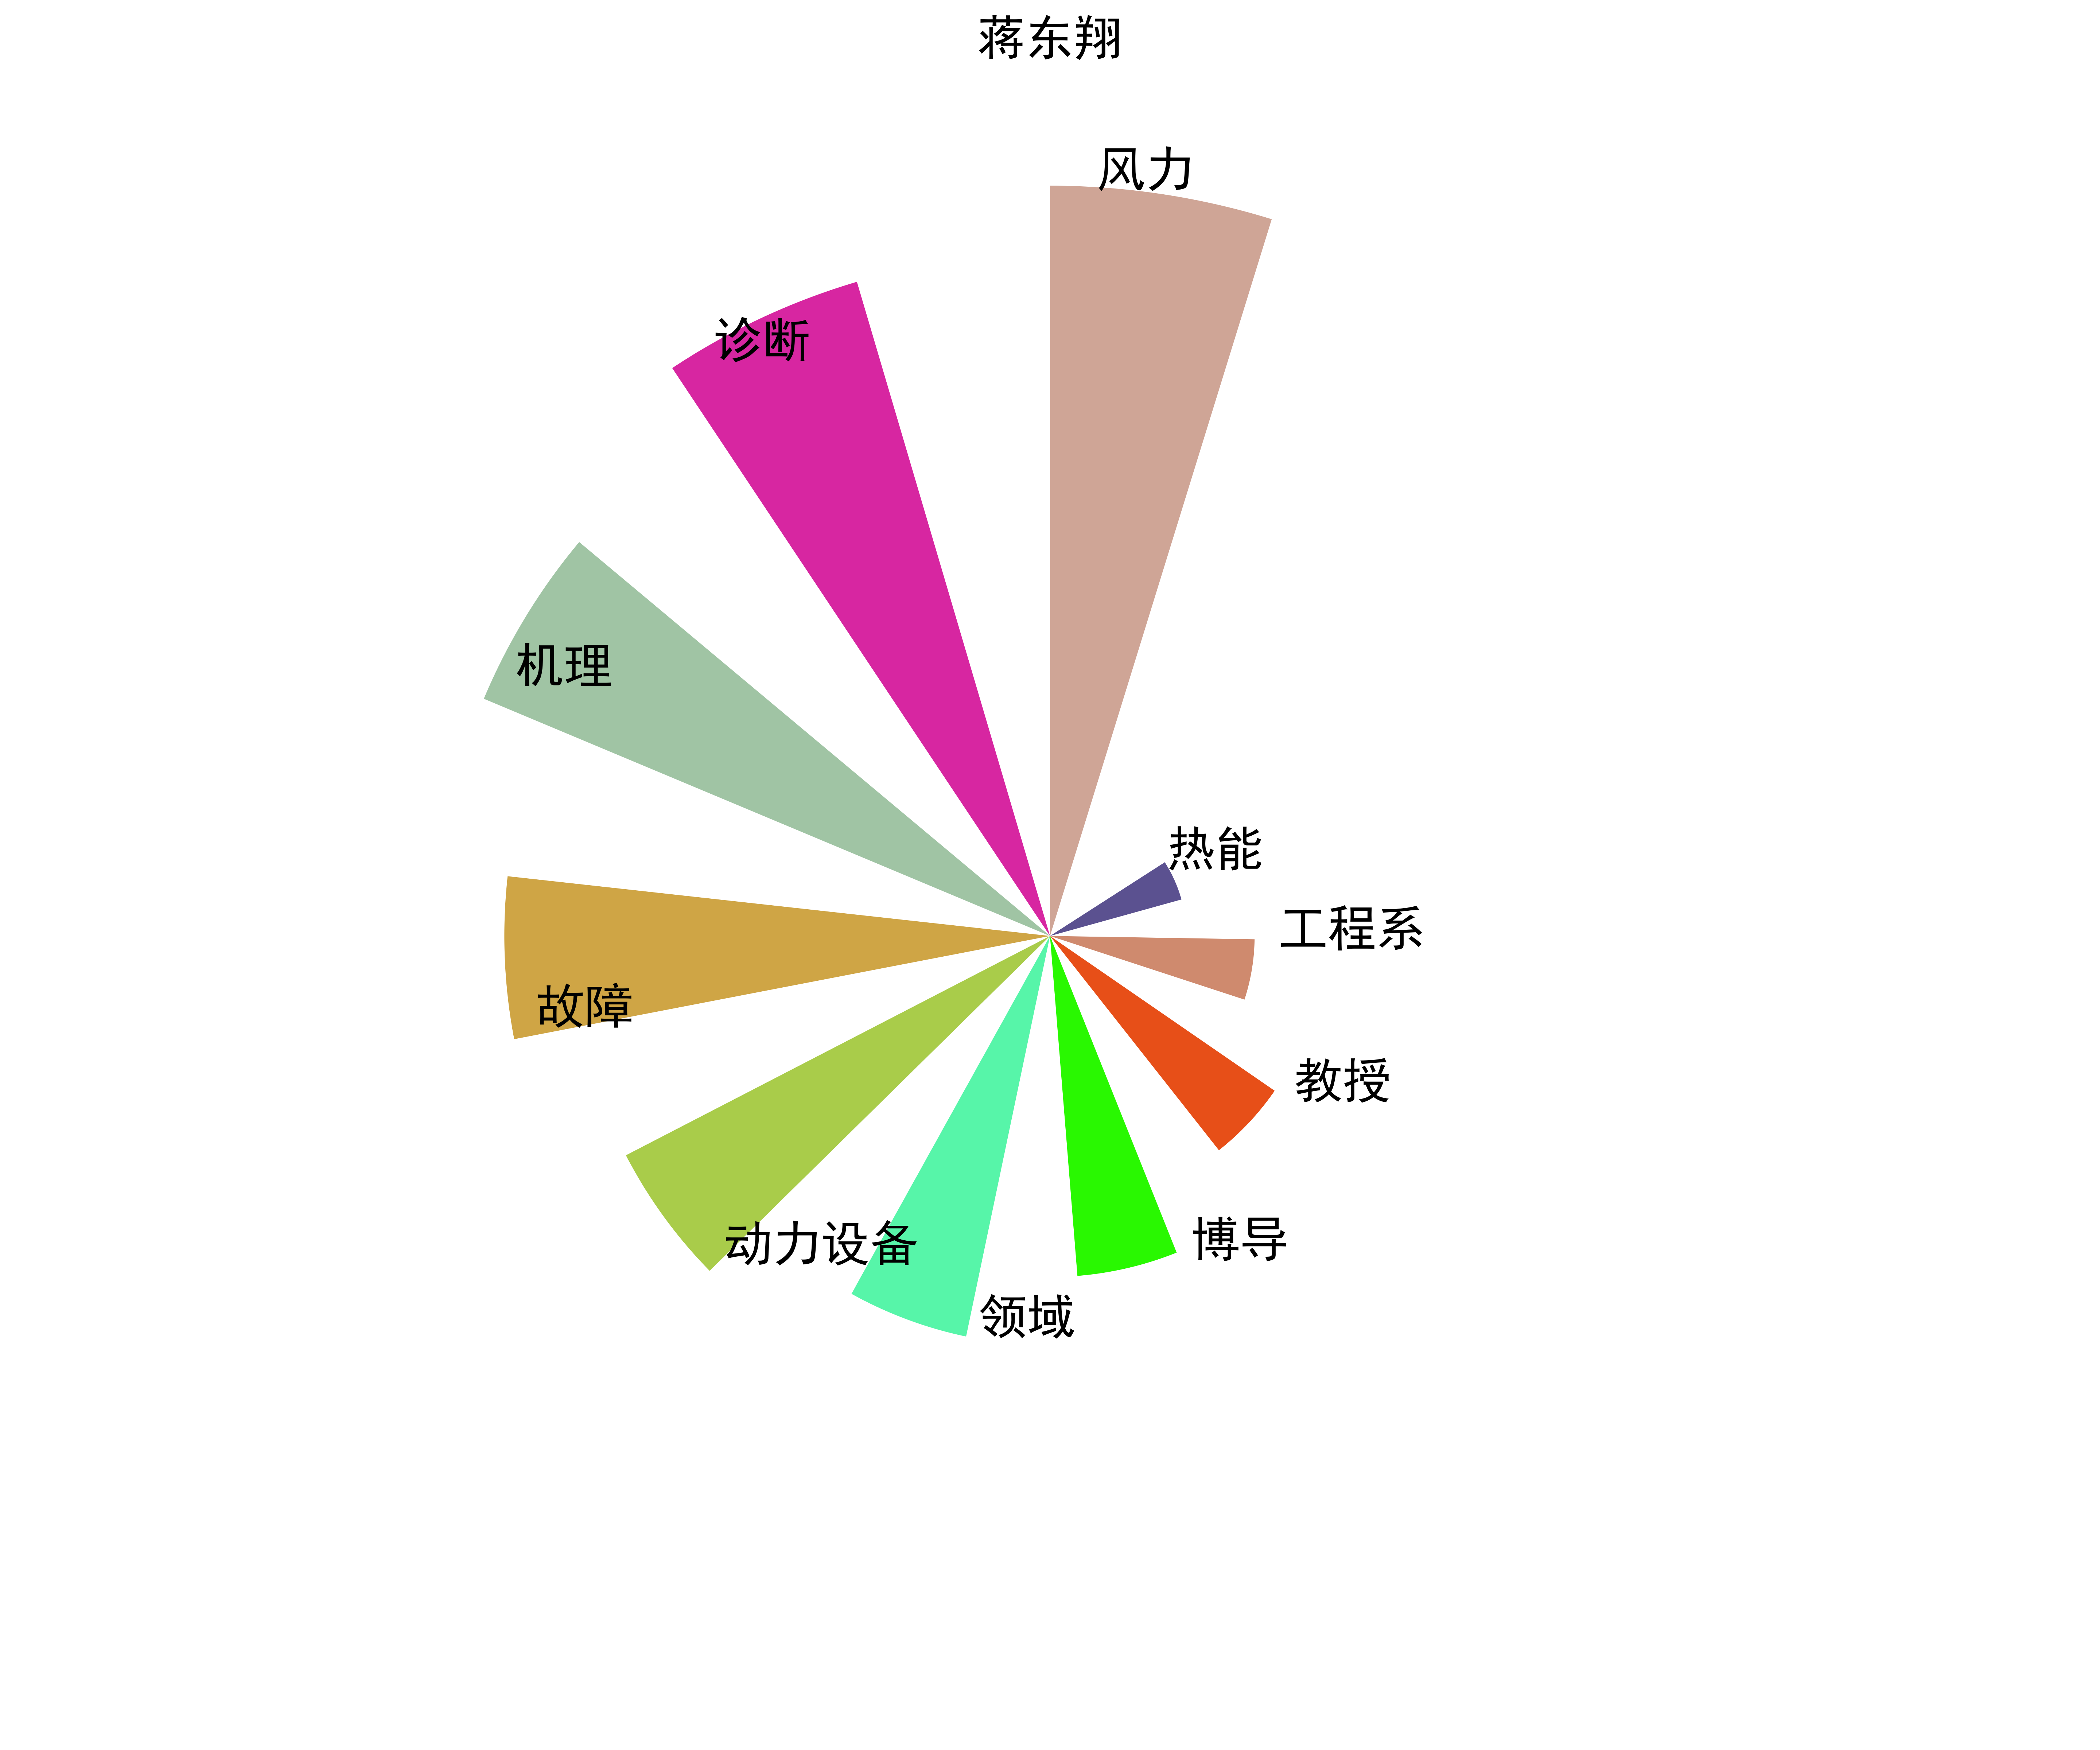 蒋东翔
风力
诊断
机理
热能
工程系
故障
教授
博导
动力设备
领域